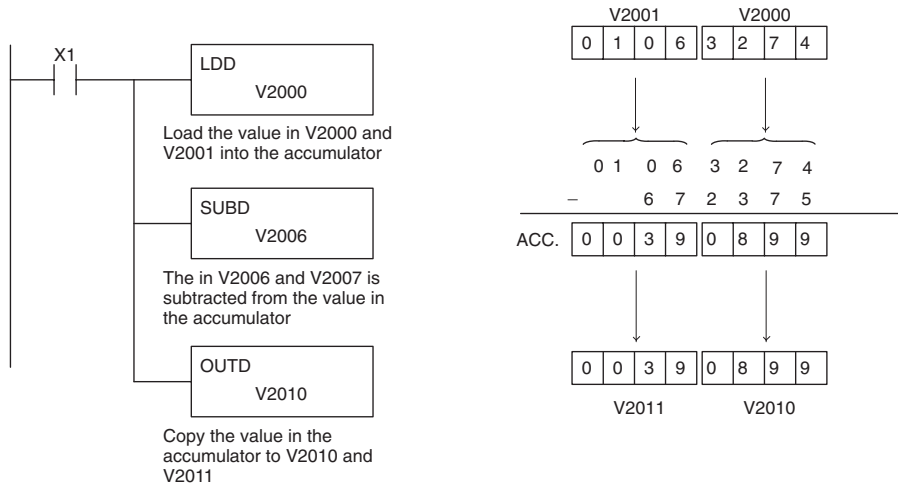 X1
LDD
V2000
Load the value in V2000 and
V2001 into the accumulator
SUBD
V2006
The in V2006 and V2007 is
subtracted from the value in
the accumulator
OUTD
V2010
Copy the value in the
accumulator to V2010 and
V2011
V2001 V2000
0 1 0 6 3 2 7 4
0 1 0 6 3 2 7 4
– 6 7 2 3 7 5
ACC. 0 0 3 9 0 8 9 9
0 0 3 9 0 8 9 9
V2011 V2010